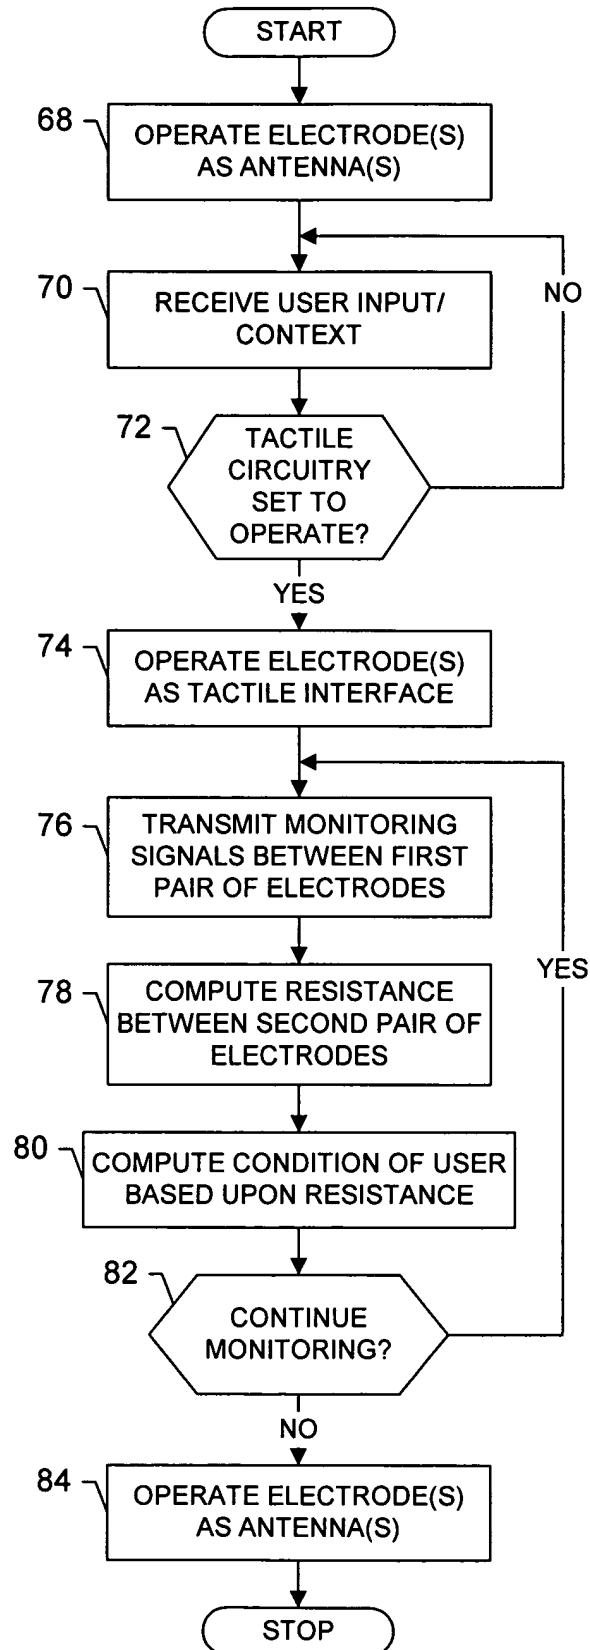 START
68
OPERATE ELECTRODE(S)
AS ANTENNA(S)
70
RECEIVE USER INPUT/
CONTEXT
NO
72
TACTILE
CIRCUITRY
SET TO
OPERATE?
YES
74
OPERATE ELECTRODE(S)
AS TACTILE INTERFACE
76
TRANSMIT MONITORING
SIGNALS BETWEEN FIRST
PAIR OF ELECTRODES
YES
78
COMPUTE RESISTANCE
BETWEEN SECOND PAIR OF
ELECTRODES
80
COMPUTE CONDITION OF USER
BASED UPON RESISTANCE
82
CONTINUE
MONITORING?
NO
84
OPERATE ELECTRODE(S)
AS ANTENNA(S)
STOP